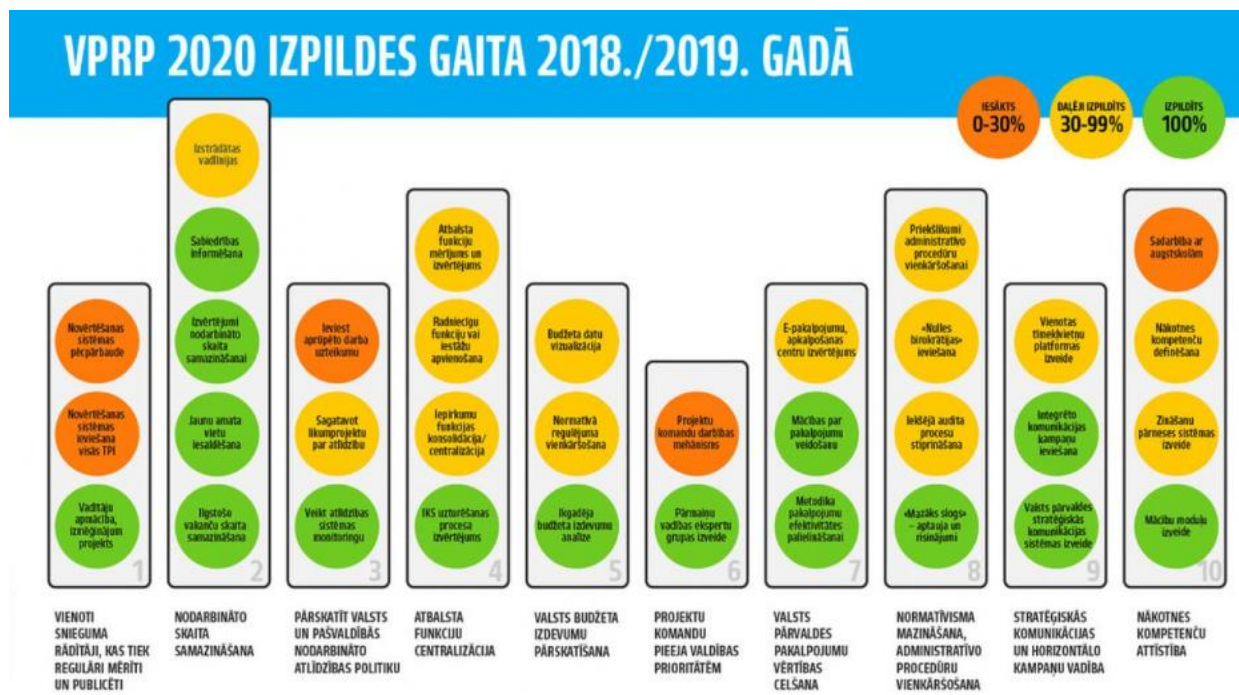 VPRP 2020 IZPILDES GAITA 2018./2019. GADĀ
IESĀKTS
0-30%
DAĻĒJI IZPILDĪTS
30-99%
IZPILDĪTS
100%
Novērtēšanas
sistēmas
pēcpārbaude
Novērtēšanas
sistēmas
ieviešana
visās TPI
Vadītāju
apmācība,
izmēģinājum
projekts
1
VIENOTI
SNIEGUMA
RĀDĪTĀJI, KAS TIEK
REGULĀRI MĒRĪTI
UN PUBLICĒTI
Izstrādātas
vadlīnijas
Sabiedrības
informēšana
Izvērtējumi
nodarbināto
skaita
samazināšanai
Jaunu amata
vietu
iesaldēšana
Ilgstošo
vakanču skaita
samazināšana
2
NODARBINĀTO
SKAITA
SAMAZINĀŠANA
Ieviest
aprūpēto darba
uzteikumu
Sagatavot
likumprojektu
par atlīdzību
Veikt atlīdzības
sistēmas
monitoringu
3
PĀRSKATĪT VALSTS
UN PAŠVALDĪBĀS
NODARBINĀTO
ATLĪDZĪBAS POLITIKU
Atbalsta
funkciju
mērījums un
izvērtējums
Radniecīgu
funkciju vai
iestāžu
apvienošana
Iepirkumu
funkcijas
konsolidācija/
centralizācija
IKS uzturēšanas
procesa
izvērtējums
4
ATBALSTA
FUNKCIJU
CENTRALIZĀCIJA
Budžeta datu
vizualizācija
Normatīvā
regulējuma
vienkāršošana
Ikgadēja
budžeta izdevumu
analīze
5
VALSTS BUDŽETA
IZDEVUMU
PĀRSKATĪŠANA
Projektu
komandu darbības
mehānisms
Pārmaiņu
vadības ekspertu
grupas izveide
6
PROJEKTU
KOMANDU
PIEEJA VALDĪBAS
PRIORITĀTĒM
E-pakalpojumu,
apkalpošanas
centru izvērtējums
Mācības par
pakalpojumu
veidošanu
Metodika
pakalpojumu
efektivitātes
palielināšanai
7
VALSTS
PĀRVALDES
PAKALPOJUMU
VĒRTĪBAS
CELŠANA
Priekšlikumi
administratīvo
procedūru
vienkāršošanai
«Nulles
birokrātijas»
ieviešana
Iekšējā audita
procesu
stiprināšana
«Mazāks slogs»
– aptauja un
risinājumi
8
NORMATĪVISMA
MAZINĀŠANA,
ADMINISTRATĪVO
PROCEDŪRU
VIENKĀRŠOŠANA
Vienotas
tīmekļvietņu
platformas
izveide
Integrēto
komunikācijas
kampaņu
ieviešana
Valsts pārvaldes
stratēģiskās
komunikācijas
sistēmas izveide
9
STRATĒĢISKĀS
KOMUNIKĀCIJAS
UN HORIZONTĀLO
KAMPAŅU VADĪBA
Sadarbība ar
augstskolām
Nākotnes
kompetenču
definēšana
Zināšanu
pārneses sistēmas
izveide
Mācību moduļu
izveide
10
NĀKOTNES
KOMPETENČU
ATTĪSTĪBA